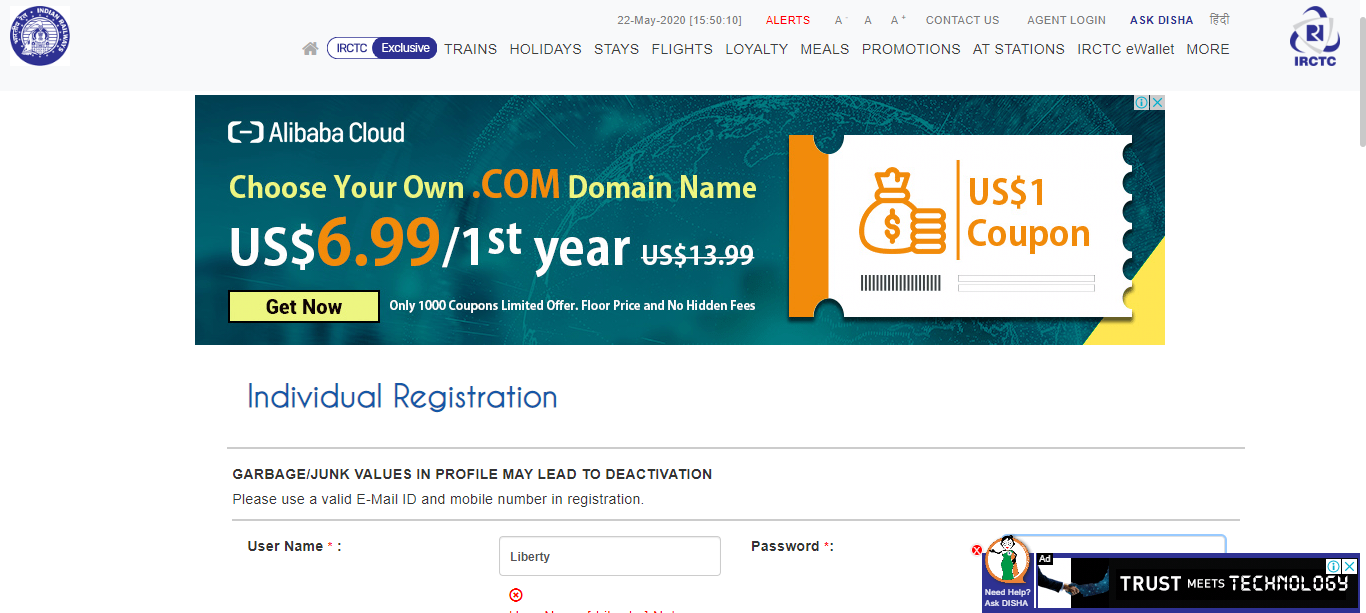 22-May-2020 [15:50:10] ALERTS A- A A+ CONTACT US AGENT LOGIN ASK DISHA हिंदी
IRCTC Exclusive TRAINS HOLIDAYS STAYS FLIGHTS LOYALTY MEALS PROMOTIONS AT STATIONS IRCTC eWallet MORE
INDIAN RAILWAYS
भारतीय रेल
IRCTC
Alibaba Cloud
Choose Your Own .COM Domain Name
US$6.99/1st year US$13.99
Get Now Only 1000 Coupons Limited Offer. Floor Price and No Hidden Fees
US$1
Coupon
Individual Registration
GARBAGE/JUNK VALUES IN PROFILE MAY LEAD TO DEACTIVATION
Please use a valid E-Mail ID and mobile number in registration.
User Name * : Liberty Password *:
Need Help?
Ask DISHA
Ad
TRUST MEETS TECHNOLOGY